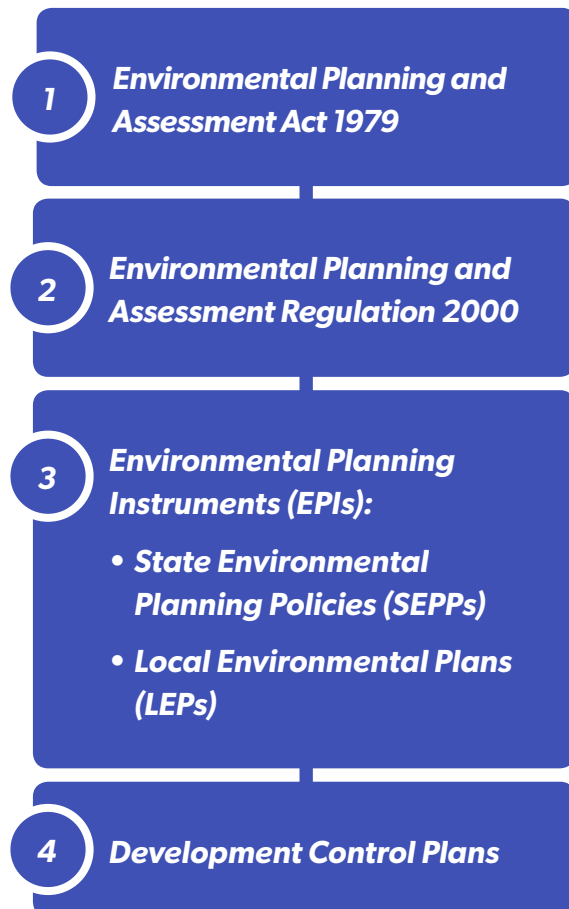 1
Environmental Planning and
Assessment Act 1979
2
Environmental Planning and
Assessment Regulation 2000
3
Environmental Planning
Instruments (EPIs):
• State Environmental
Planning Policies (SEPPs)
• Local Environmental Plans
(LEPs)
4
Development Control Plans